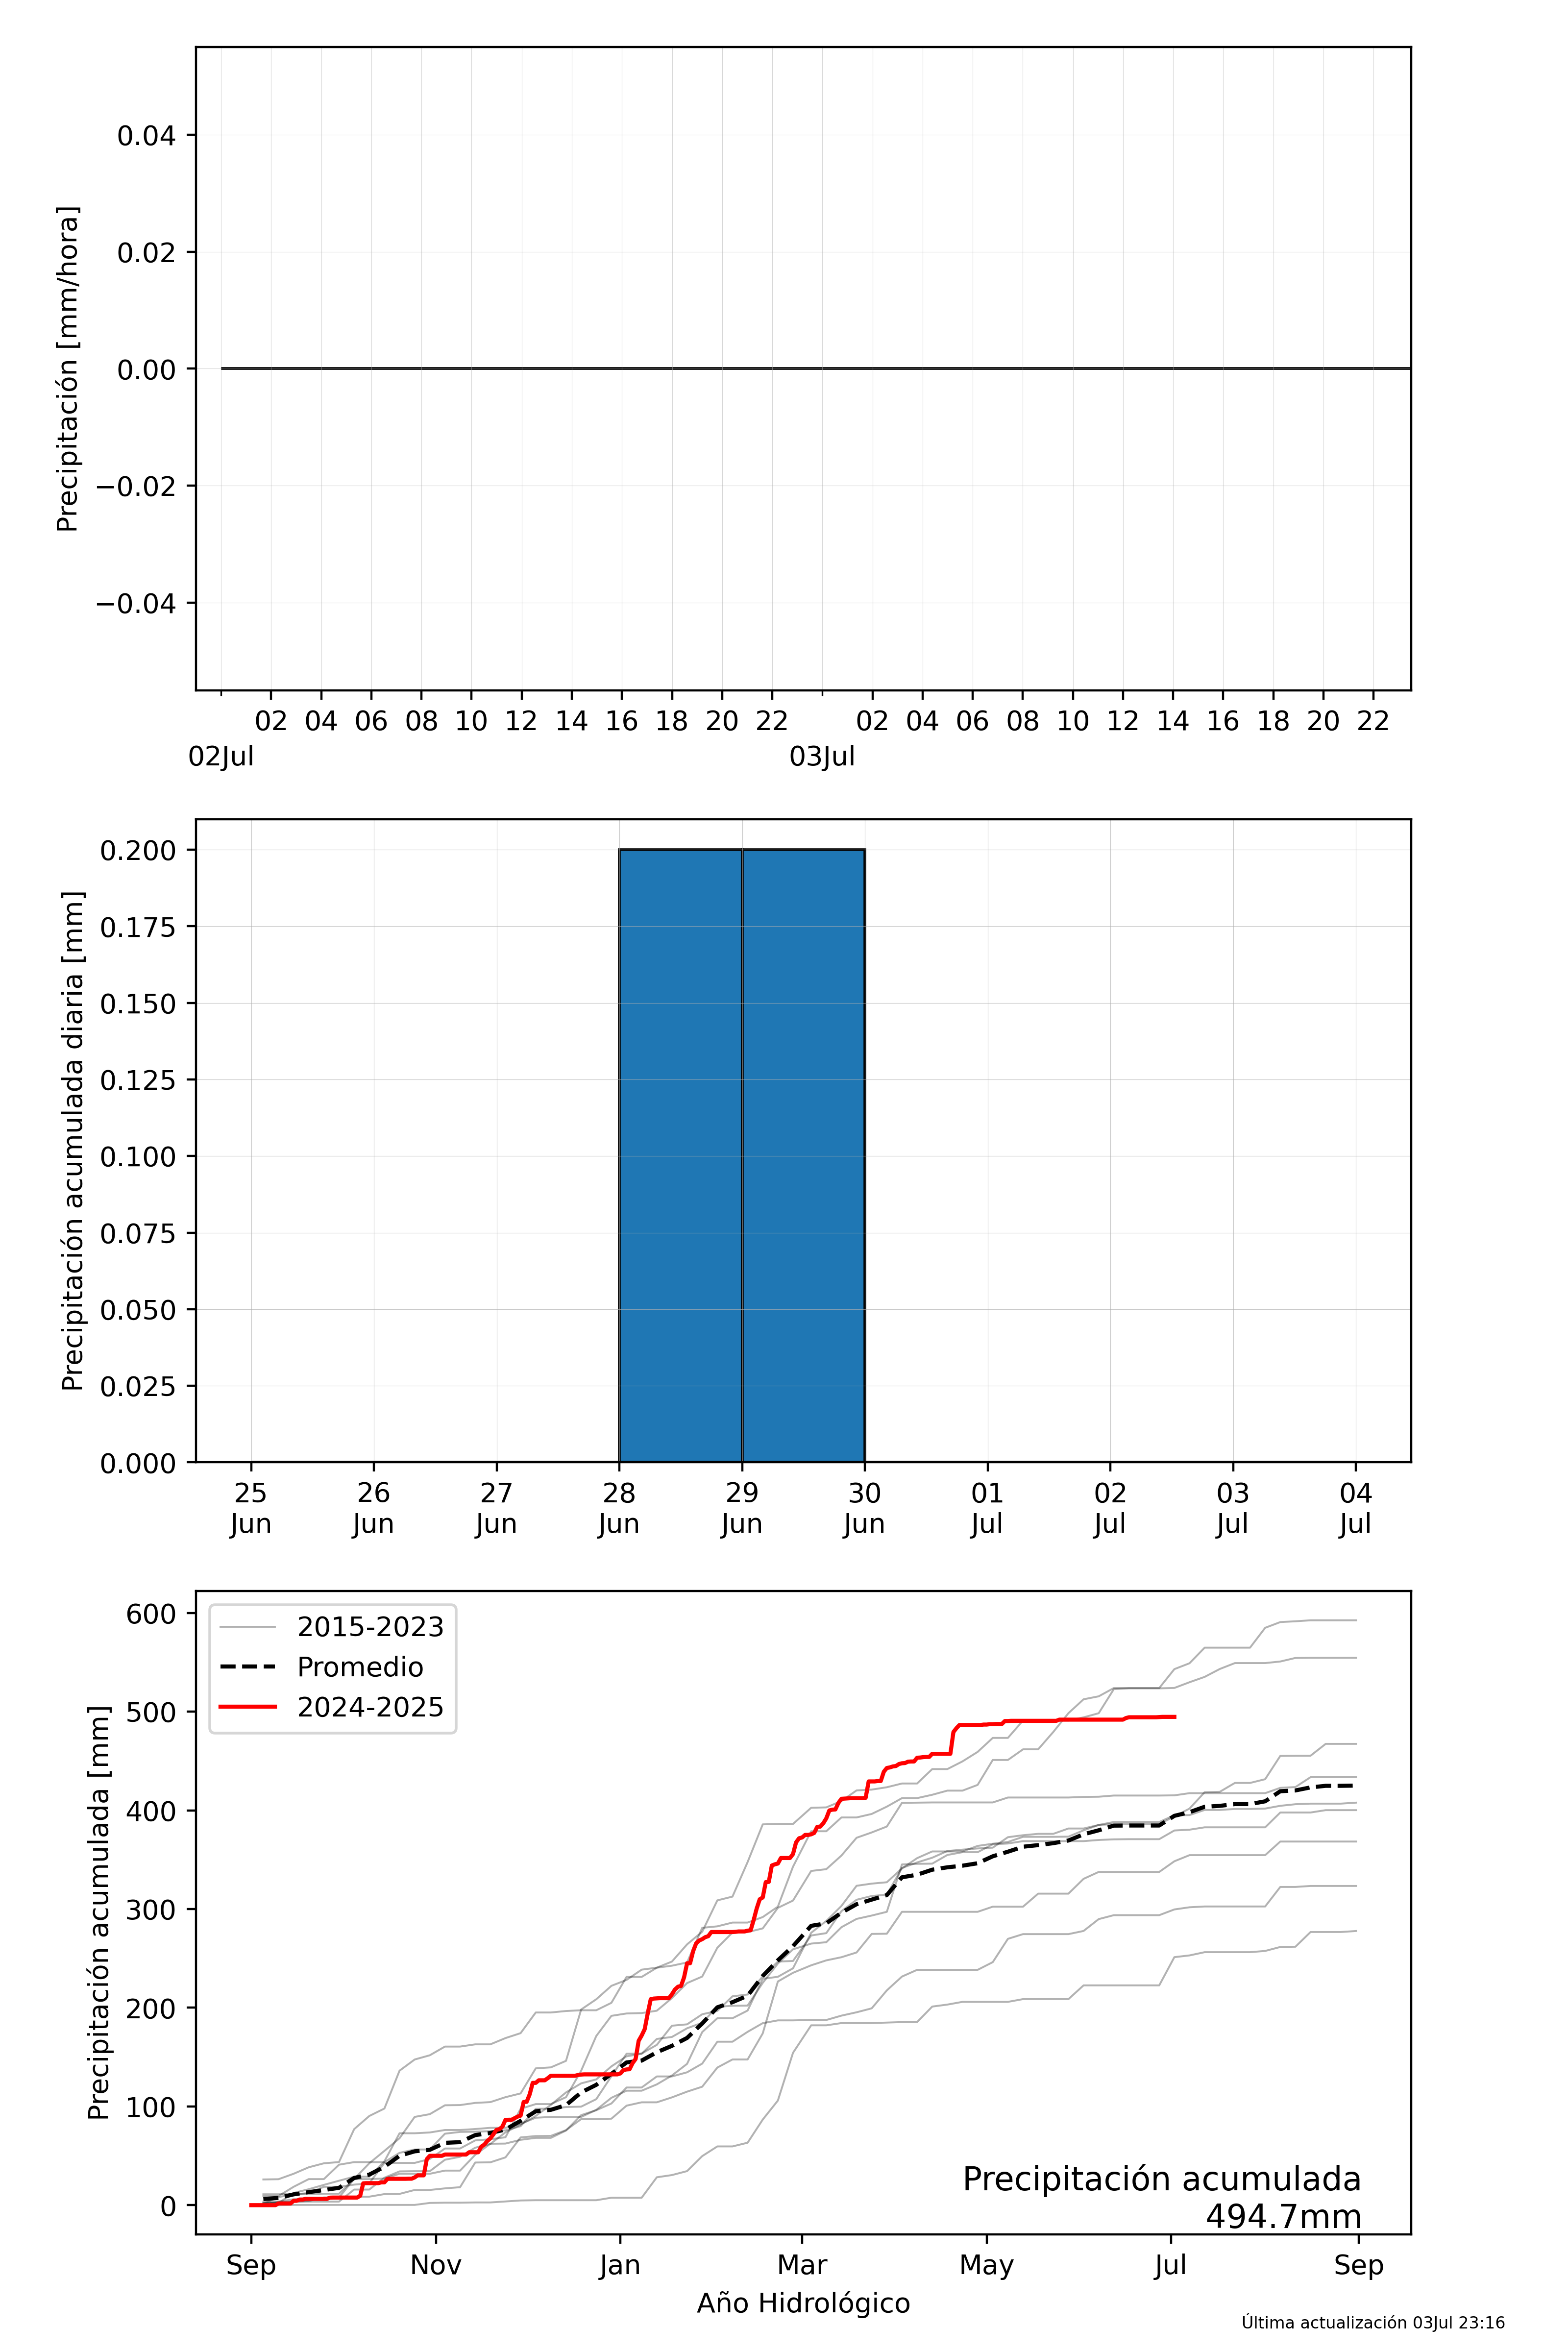 Precipitación [mm/hora]
0.04
0.02
0.00
−0.02
−0.04
02 04 06 08 10 12 14 16 18 20 22 02 04 06 08 10 12 14 16 18 20 22
02Jul 03Jul
Precipitación acumulada diaria [mm]
0.200
0.175
0.150
0.125
0.100
0.075
0.050
0.025
0.000
25 26 27 28 29 30 01 02 03 04
Jun Jun Jun Jun Jun Jun Jul Jul Jul Jul
Precipitación acumulada [mm]
600
500
400
300
200
100
0
2015-2023
Promedio
2024-2025
Precipitación acumulada
494.7mm
Sep Nov Jan Mar May Jul Sep
Año Hidrológico
Última actualización 03Jul 23:16